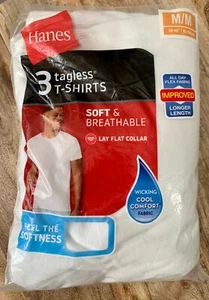 Hanes
M/M
3 tagless
T-SHIRTS
SOFT &
BREATHABLE
LAY FLAT COLLAR
ALL DAY
FLEX FABRIC
IMPROVED
LONGER
LENGTH
WICKING
COOL
COMFORT
FABRIC
FEEL THE
SOFTNESS